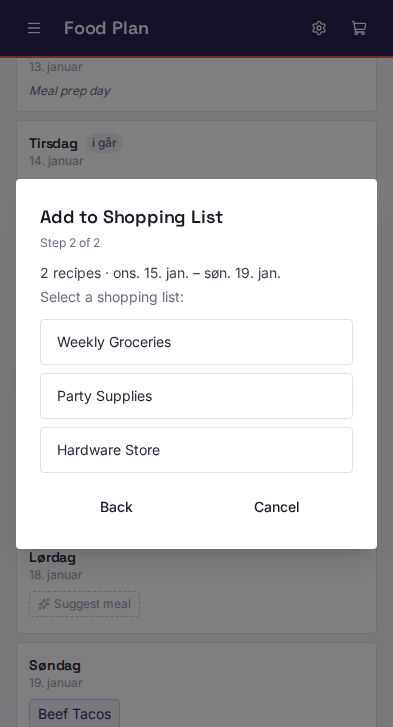 Food Plan
13. januar
Meal prep day
Tirsdag i går
14. januar
Add to Shopping List
Step 2 of 2
2 recipes · ons. 15. jan. – søn. 19. jan.
Select a shopping list:
Weekly Groceries
Party Supplies
Hardware Store
Back Cancel
Lørdag
18. januar
Suggest meal
Søndag
19. januar
Beef Tacos